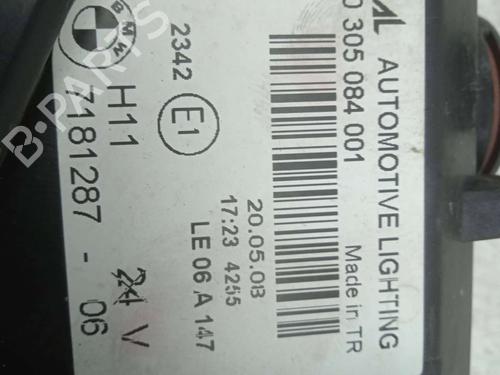 AL AUTOMOTIVE LIGHTING
0 305 084 001
Made in TR
20.05.08
17:23 4255
LE 06 A 147
2342
E1
BMW
H11
24 V
7181287 - 06
B-PARTS